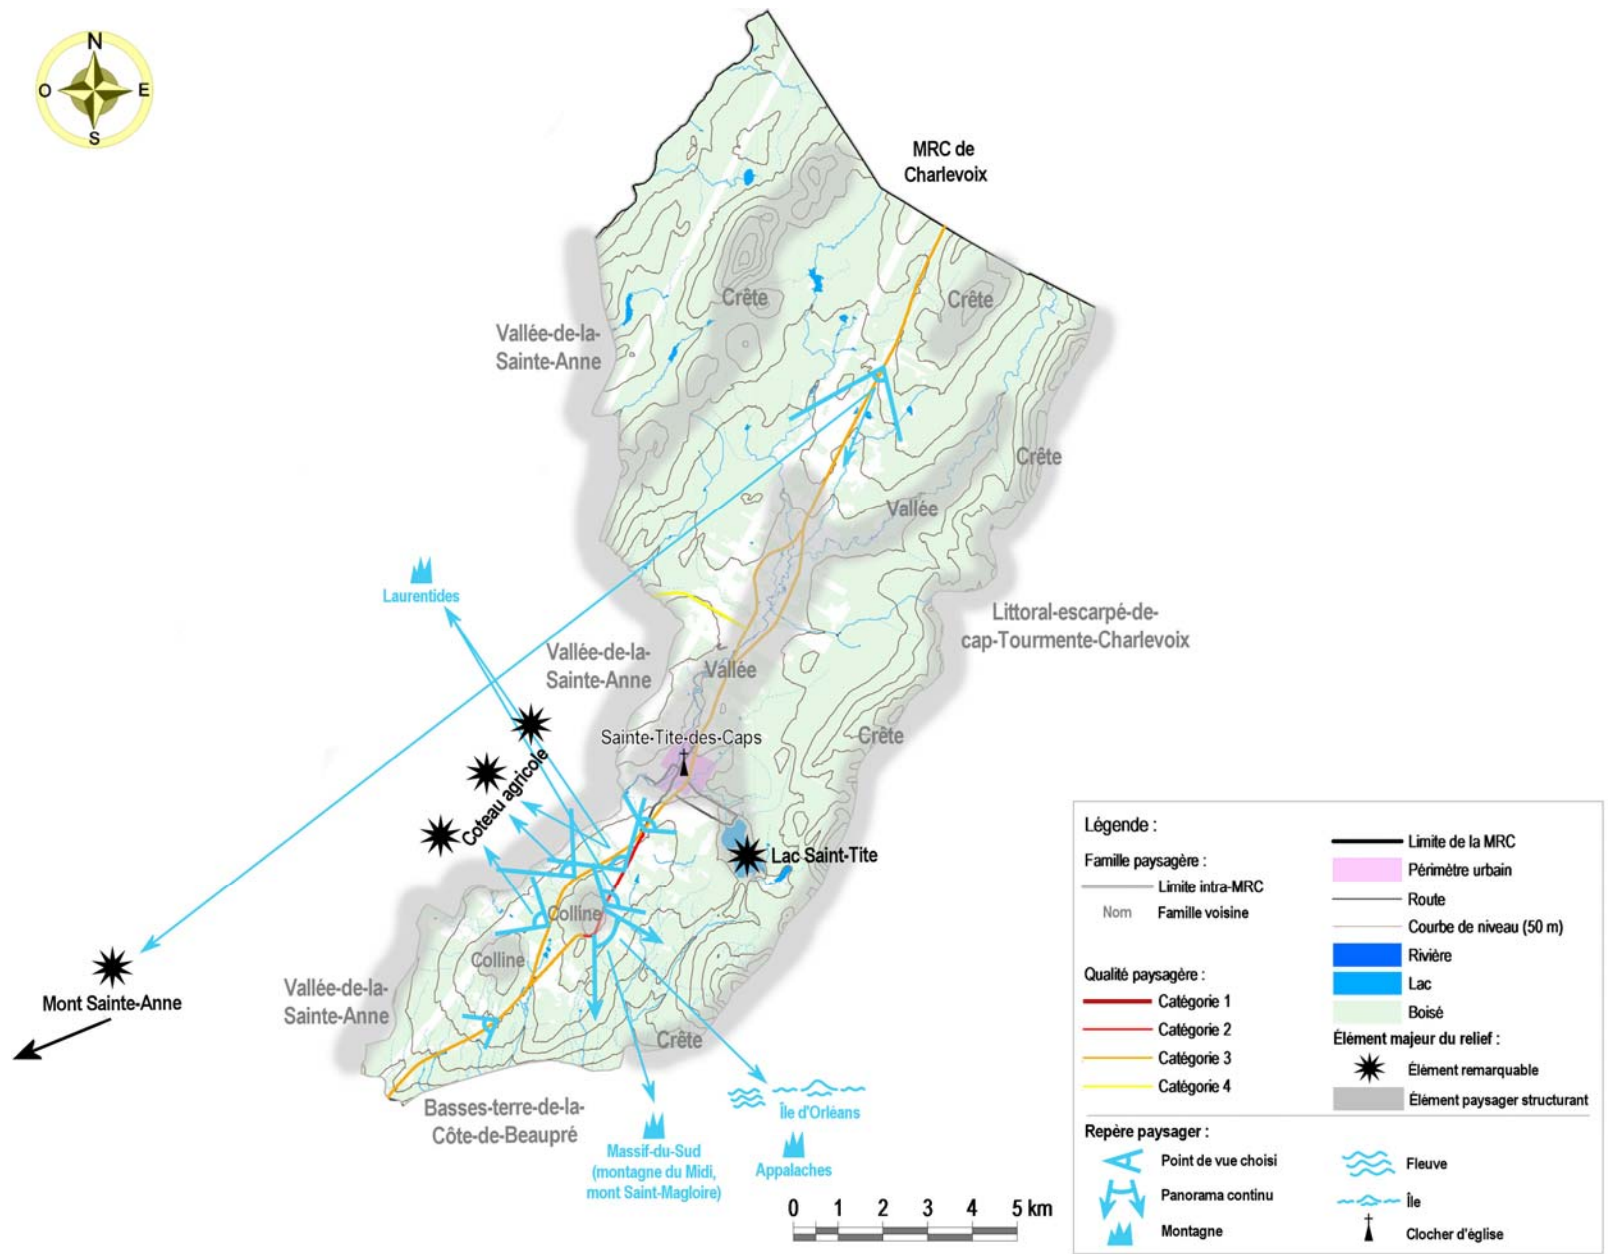 N
O
E
S
MRC de
Charlevoix
Crête
Crête
Vallée-de-la-
Sainte-Anne
Crête
Vallée
Laurentides
Littoral-escarpé-de-
cap-Tourmente-Charlevoix
Vallée-de-la-
Sainte-Anne
Vallée
Sainte-Tite-des-Caps
Crête
Coteau agricole
Lac Saint-Tite
Colline
Colline
Mont Sainte-Anne
Vallée-de-la-
Sainte-Anne
Crête
Basses-terre-de-la-
Côte-de-Beaupré
Île d'Orléans
Massif-du-Sud
(montagne du Midi,
mont Saint-Magloire)
Appalaches
0 1 2 3 4 5 km
Légende :
Famille paysagère :
Limite intra-MRC
Nom Famille voisine
Qualité paysagère :
Catégorie 1
Catégorie 2
Catégorie 3
Catégorie 4
Limite de la MRC
Périmètre urbain
Route
Courbe de niveau (50 m)
Rivière
Lac
Boisé
Élément majeur du relief :
Élément remarquable
Élément paysager structurant
Repère paysager :
Point de vue choisi
Panorama continu
Montagne
Fleuve
Île
Clocher d'église